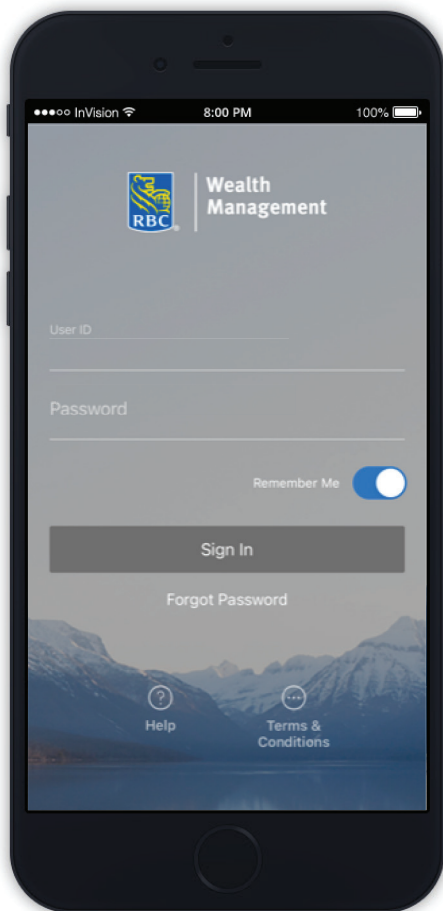 ●●●○○ InVision 8:00 PM 100%
RBC®
Wealth
Management
User ID
Password
Remember Me
Sign In
Forgot Password
Help
Terms &
Conditions